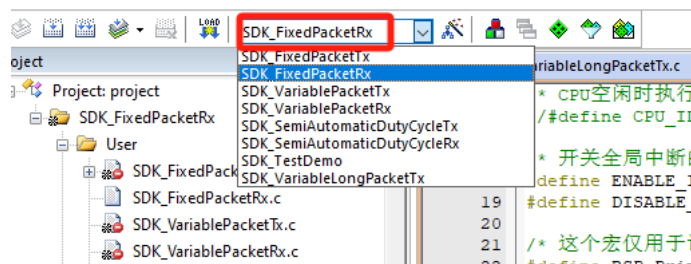 LOAD
SDK_FixedPacketRx
SDK_FixedPacketTx
SDK_FixedPacketRx
SDK_VariablePacketTx
SDK_VariablePacketRx
SDK_SemiAutomaticDutyCycleTx
SDK_SemiAutomaticDutyCycleRx
SDK_TestDemo
SDK_VariableLongPacketTx
oject
Project: project
SDK_FixedPacketRx
User
SDK_FixedPack
SDK_FixedPacketRx.c
SDK_VariablePacketTx.c
SDK_VariablePacketRx.c
riableLongPacketTx.c
* CPU空闲时执行
/#define CPU_I
* 开关全局中断
define ENABLE_
19 #define DISABLE_
20
21 /* 这个宏仅用于